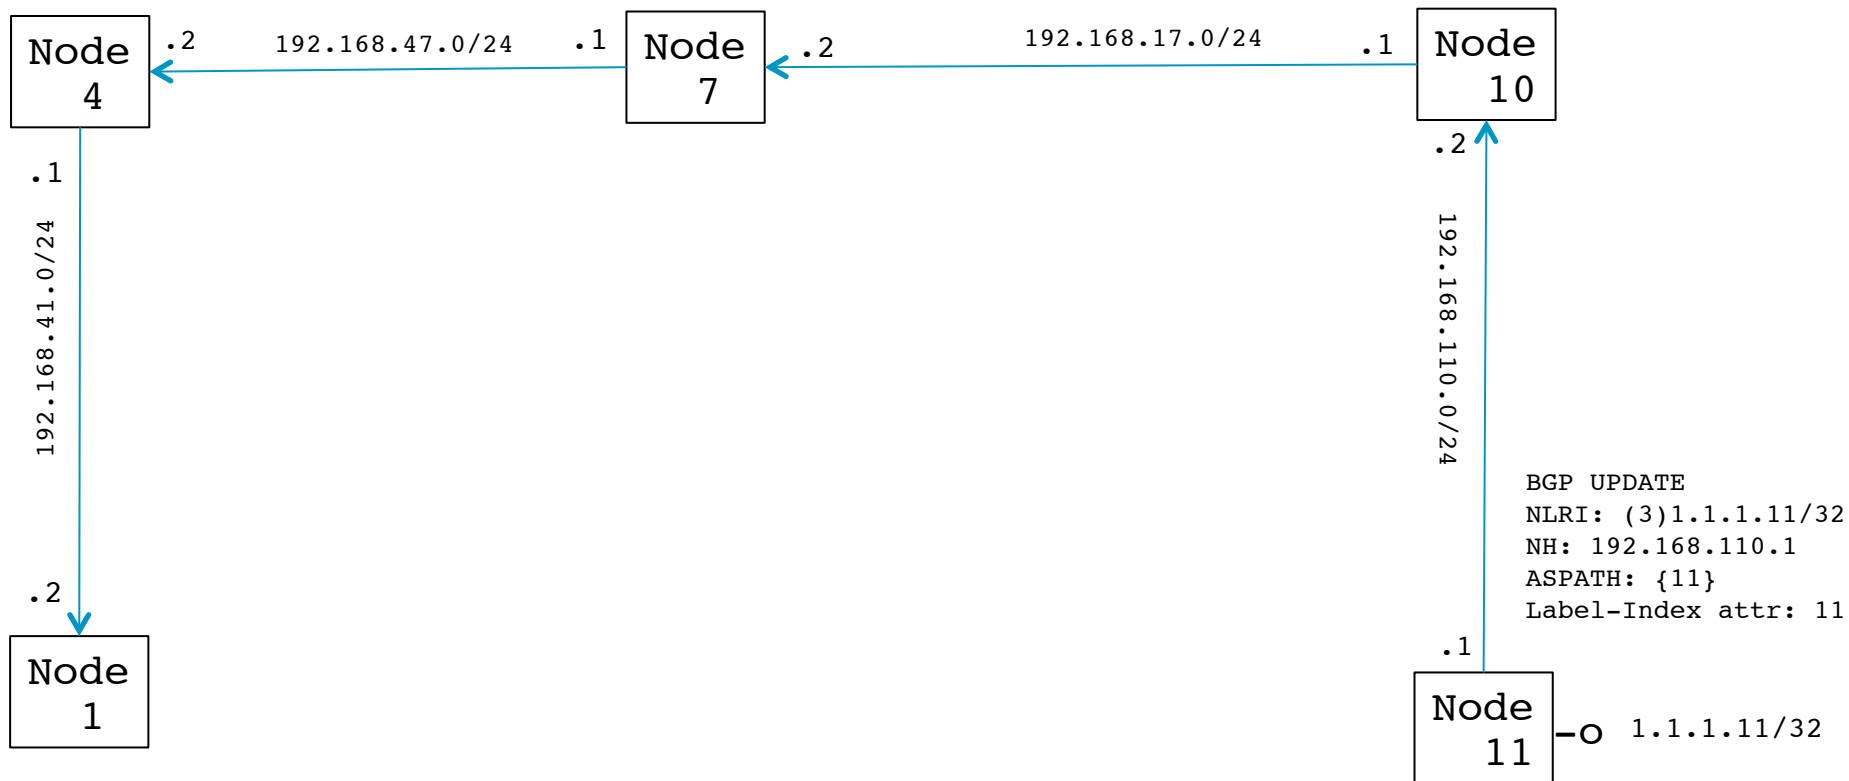 Node
4
.2
192.168.47.0/24
.1
Node
7
.2
192.168.17.0/24
.1
Node
10
.1
192.168.41.0/24
.2
Node
1
.2
192.168.110.0/24
.1
BGP UPDATE
NLRI: (3)1.1.1.11/32
NH: 192.168.110.1
ASPATH: {11}
Label-Index attr: 11
Node
11
1.1.1.11/32